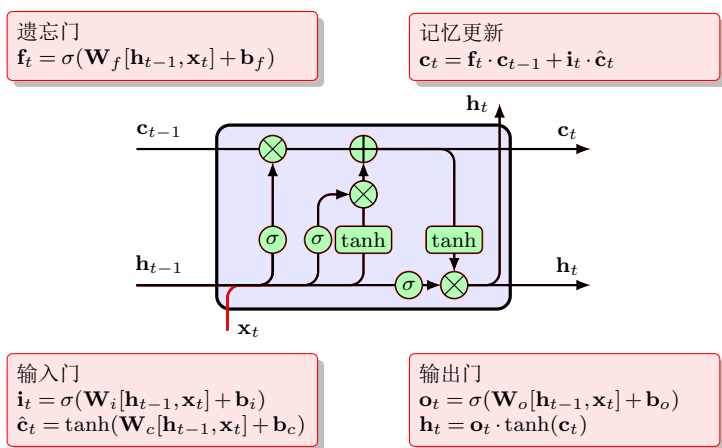 遗忘门
f_t = σ(W_f[h_{t−1}, x_t] + b_f)
记忆更新
c_t = f_t · c_{t−1} + i_t · ĉ_t
h_t
c_{t−1}
c_t
σ
σ
tanh
tanh
h_{t−1}
h_t
σ
x_t
输入门
i_t = σ(W_i[h_{t−1}, x_t] + b_i)
ĉ_t = tanh(W_c[h_{t−1}, x_t] + b_c)
输出门
o_t = σ(W_o[h_{t−1}, x_t] + b_o)
h_t = o_t · tanh(c_t)